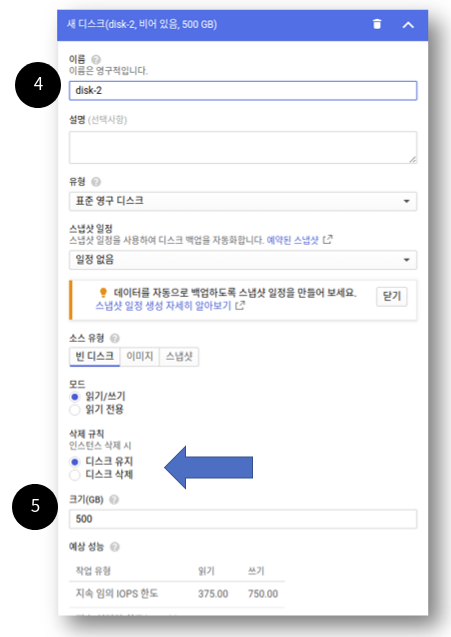 새 디스크(disk-2, 비어 있음, 500 GB)
이름
이름은 영구적입니다.
4
disk-2
설명 (선택사항)
유형
표준 영구 디스크
스냅샷 일정
스냅샷 일정을 사용하여 디스크 백업을 자동화합니다. 예약된 스냅샷
일정 없음
데이터를 자동으로 백업하도록 스냅샷 일정을 만들어 보세요. 닫기
스냅샷 일정 생성 자세히 알아보기
소스 유형
빈 디스크 이미지 스냅샷
모드
읽기/쓰기
읽기 전용
삭제 규칙
인스턴스 삭제 시
디스크 유지
디스크 삭제
5
크기(GB)
500
예상 성능
작업 유형 읽기 쓰기
지속 임의 IOPS 한도 375.00 750.00